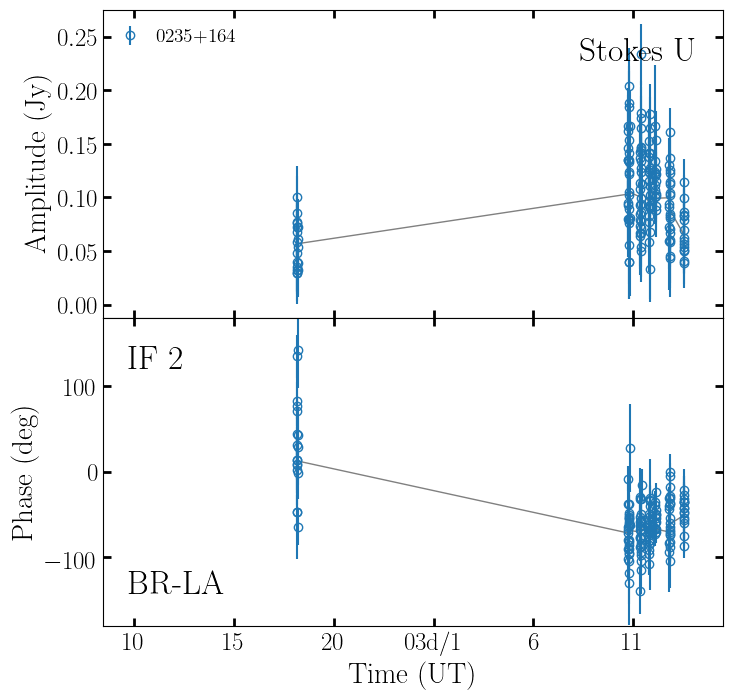 0235+164
Stokes U
0.25
0.20
0.15
0.10
0.05
0.00
Amplitude (Jy)
IF 2
100
0
−100
Phase (deg)
BR-LA
10 15 20 03d/1 6 11
Time (UT)